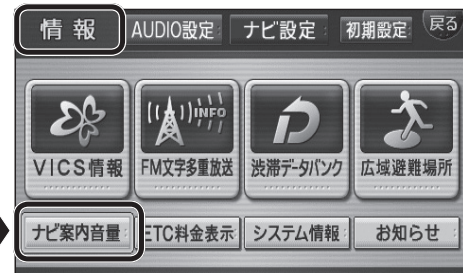 情報 AUDIO設定 ナビ設定 初期設定 戻る
INFO
VICS情報 FM文字多重放送 渋滞データバンク 広域避難場所
ナビ案内音量 ETC料金表示 システム情報 お知らせ